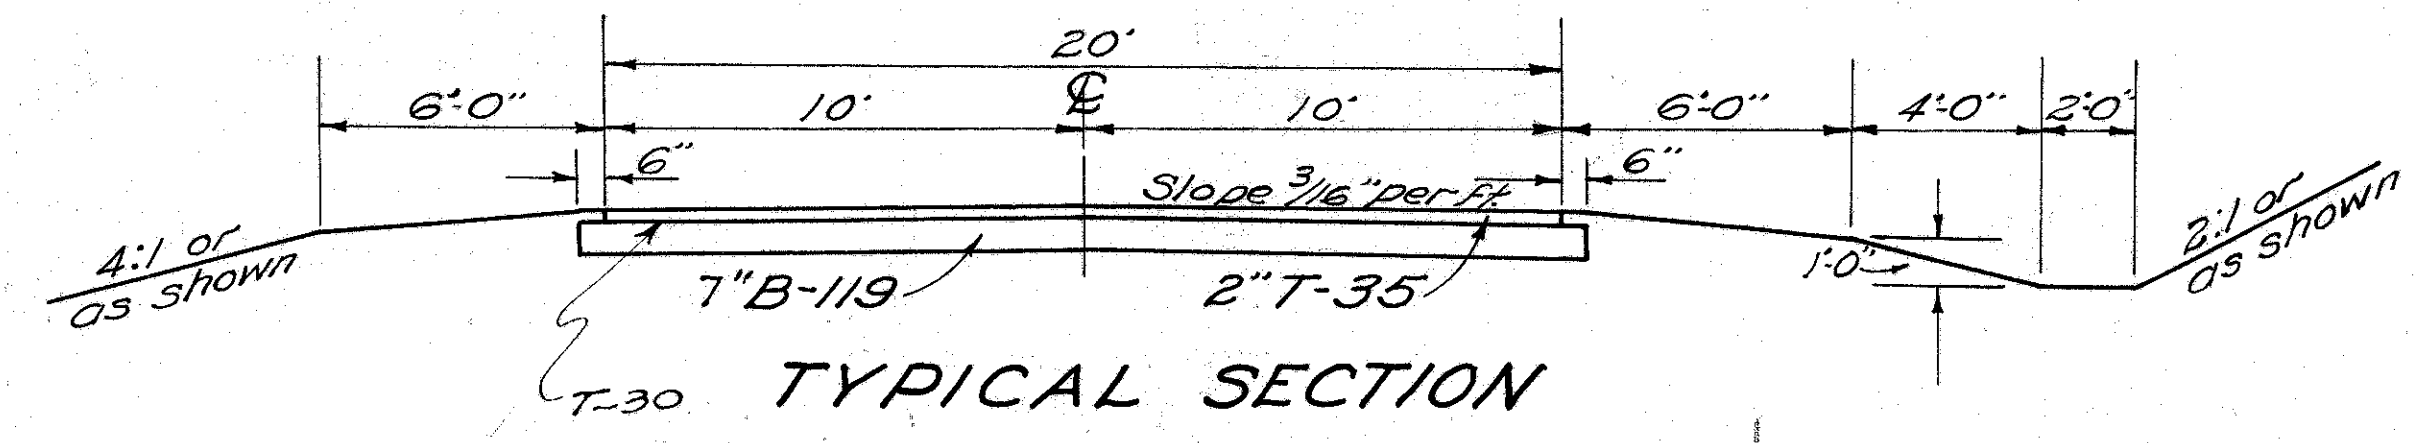 20'
℄
6'-0"
10'
10'
6'-0"
4'-0"
2'-0"
6"
6"
Slope 3/16" per ft.
4:1 or
as shown
2:1 or
as shown
1'-0"
7" B-119
2" T-35
T-30
TYPICAL SECTION